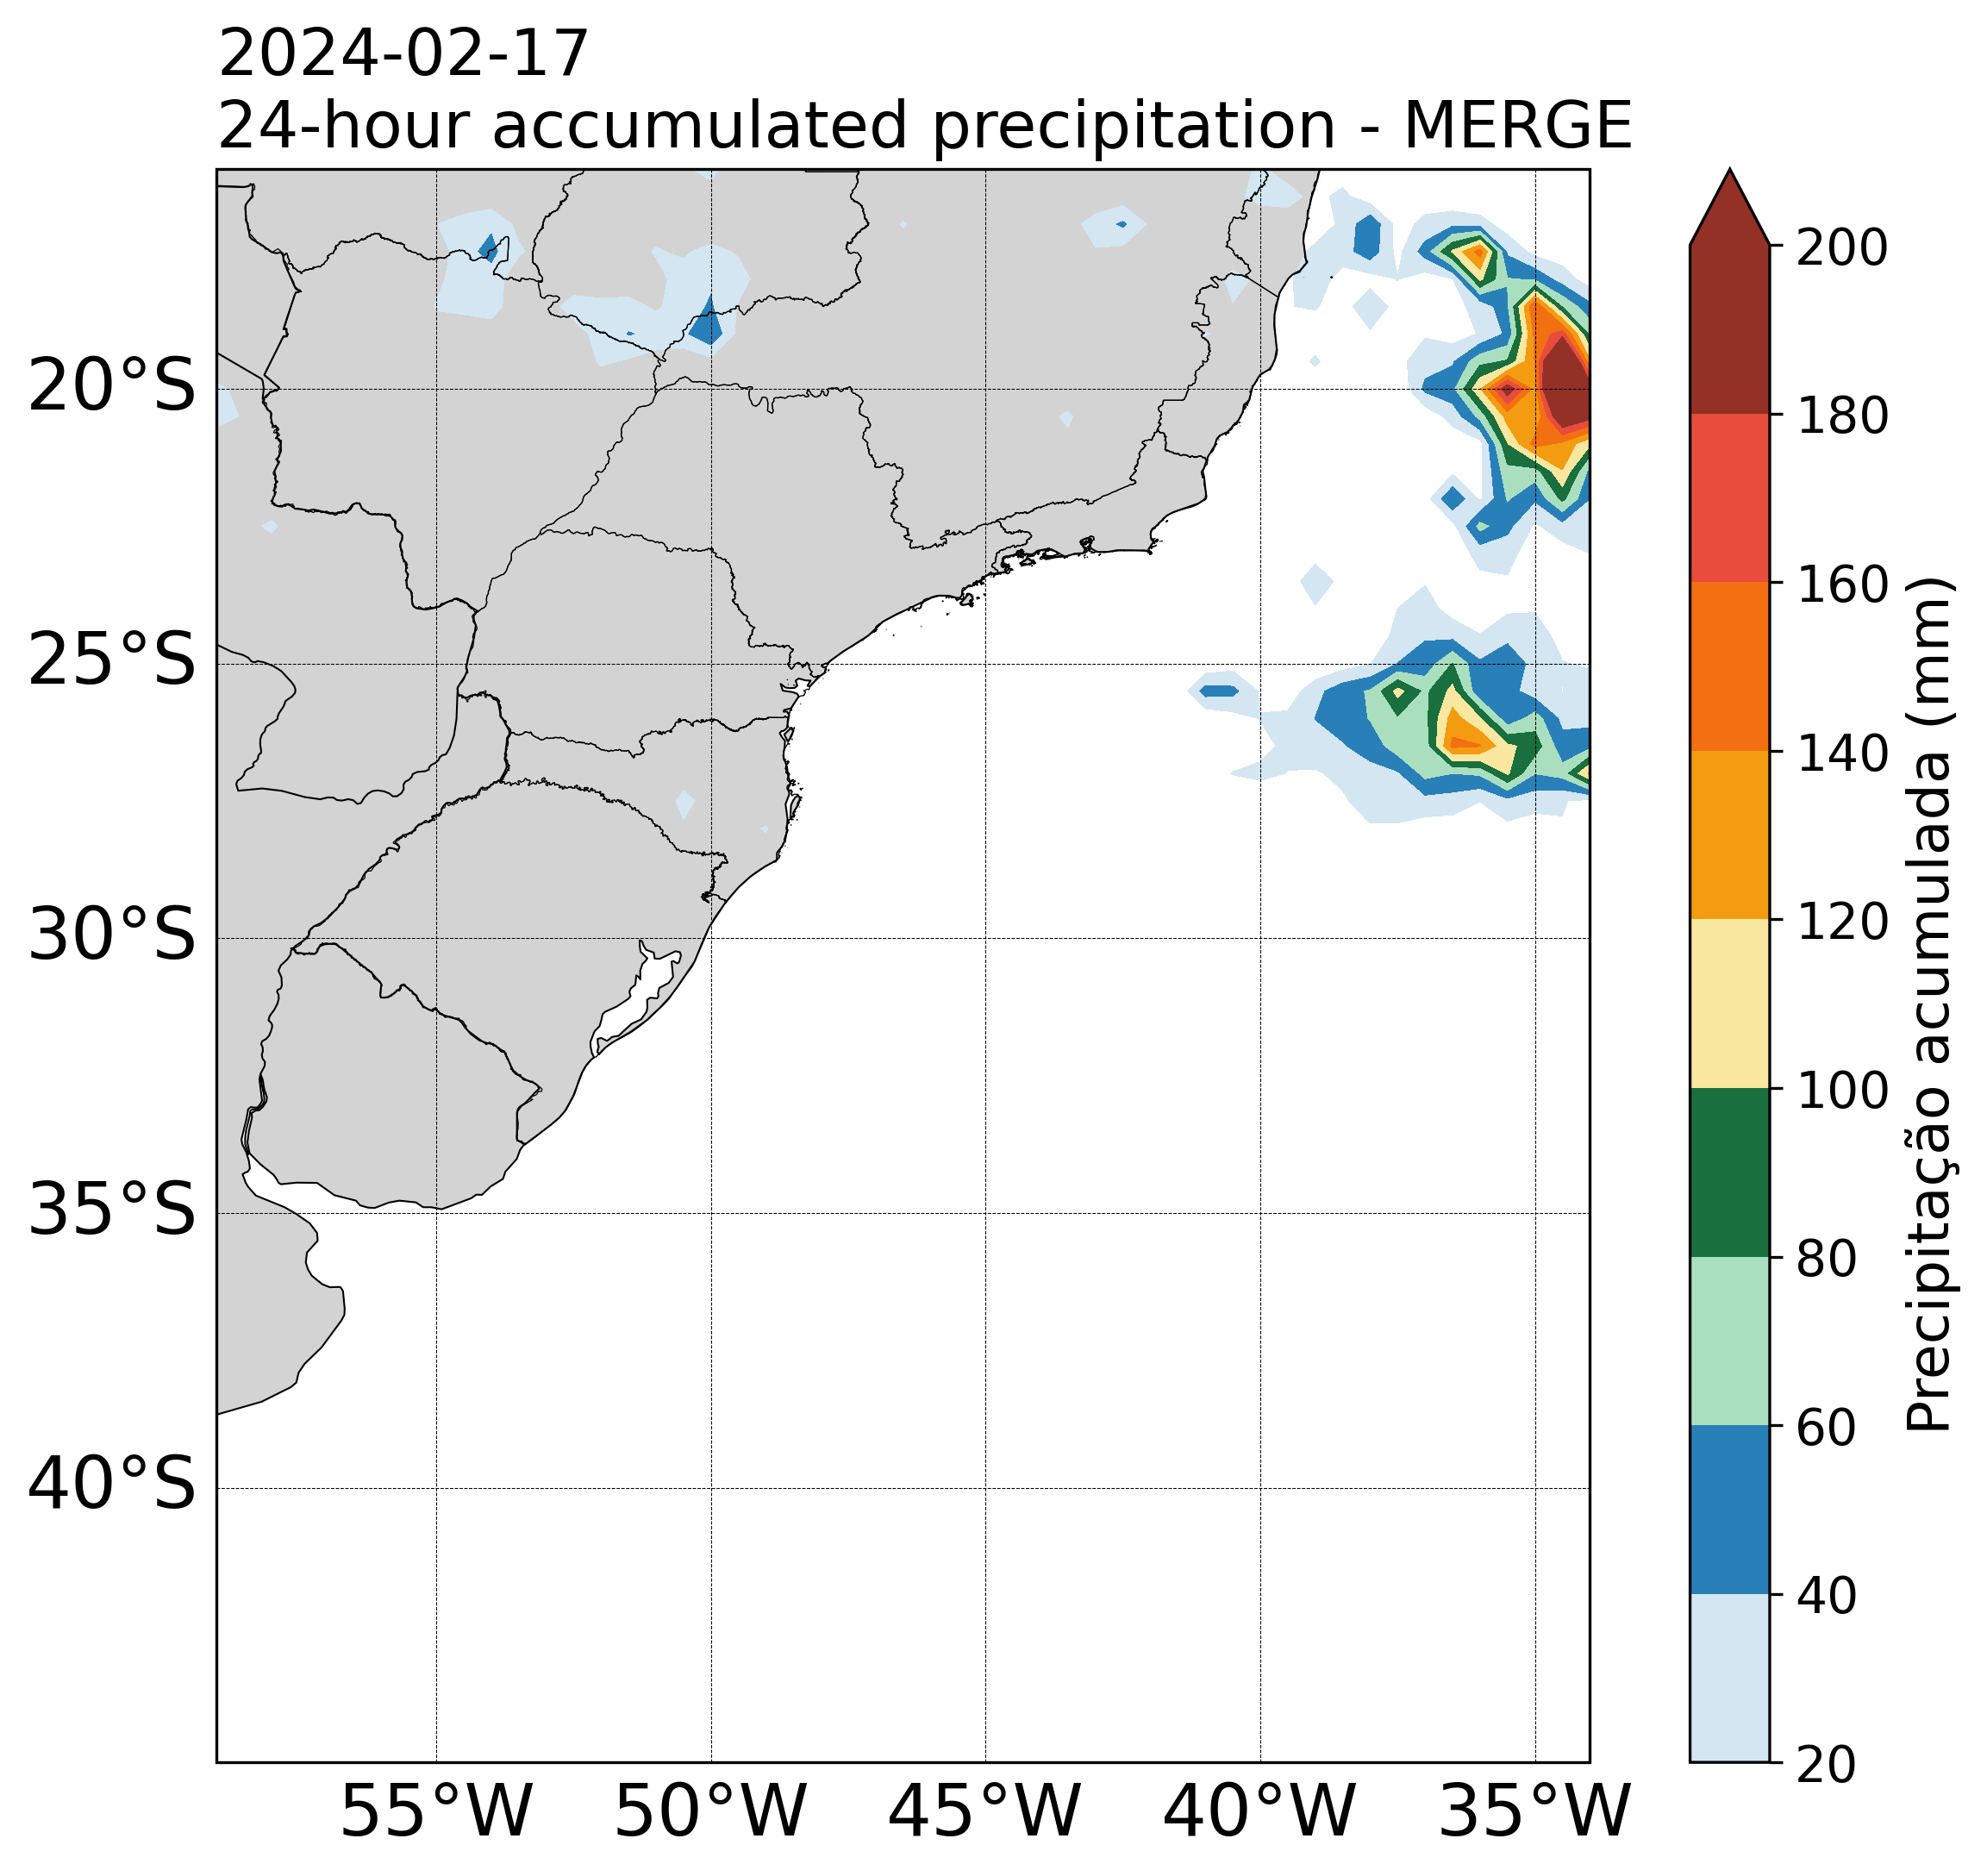 2024-02-17
24-hour accumulated precipitation - MERGE
20°S
25°S
30°S
35°S
40°S
55°W
50°W
45°W
40°W
35°W
200
180
160
140
120
100
80
60
40
20
Precipitação acumulada (mm)